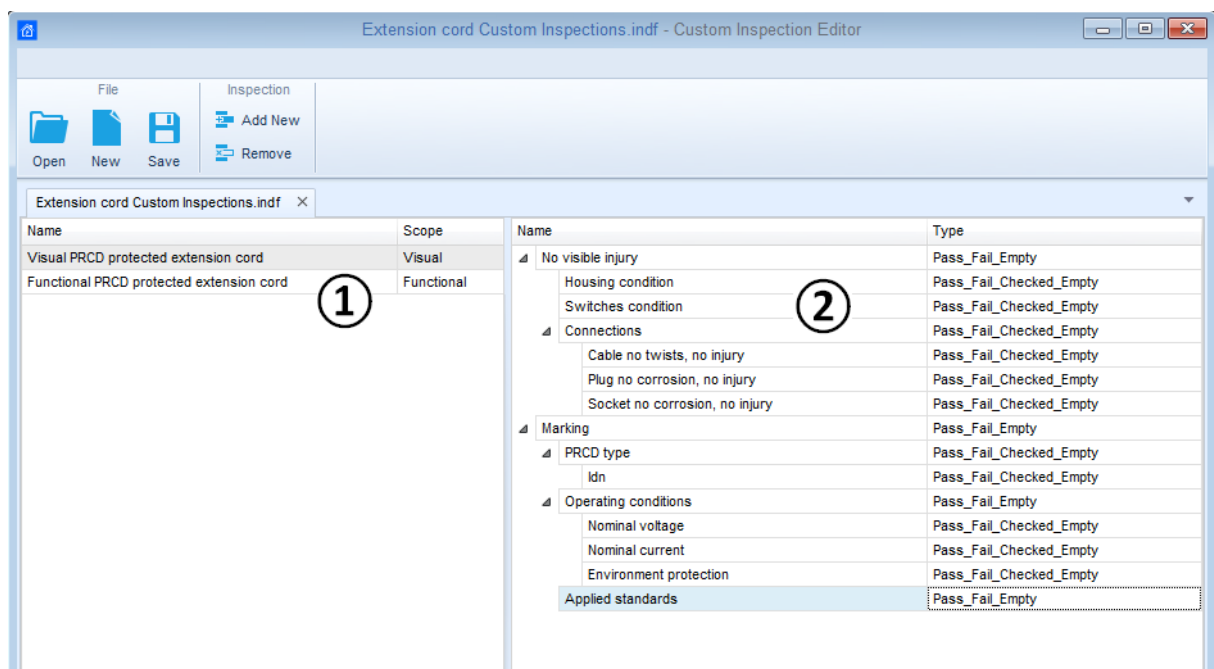 Extension cord Custom Inspections.indf - Custom Inspection Editor
File Inspection
Open New Save Add New
Remove
Extension cord Custom Inspections.indf
Name Scope
Visual PRCD protected extension cord Visual
Functional PRCD protected extension cord Functional
1
Name Type
No visible injury Pass_Fail_Empty
Housing condition Pass_Fail_Checked_Empty
Switches condition Pass_Fail_Checked_Empty
2
Connections Pass_Fail_Checked_Empty
Cable no twists, no injury Pass_Fail_Checked_Empty
Plug no corrosion, no injury Pass_Fail_Checked_Empty
Socket no corrosion, no injury Pass_Fail_Checked_Empty
Marking Pass_Fail_Empty
PRCD type Pass_Fail_Checked_Empty
Idn Pass_Fail_Checked_Empty
Operating conditions Pass_Fail_Empty
Nominal voltage Pass_Fail_Checked_Empty
Nominal current Pass_Fail_Checked_Empty
Environment protection Pass_Fail_Checked_Empty
Applied standards Pass_Fail_Empty